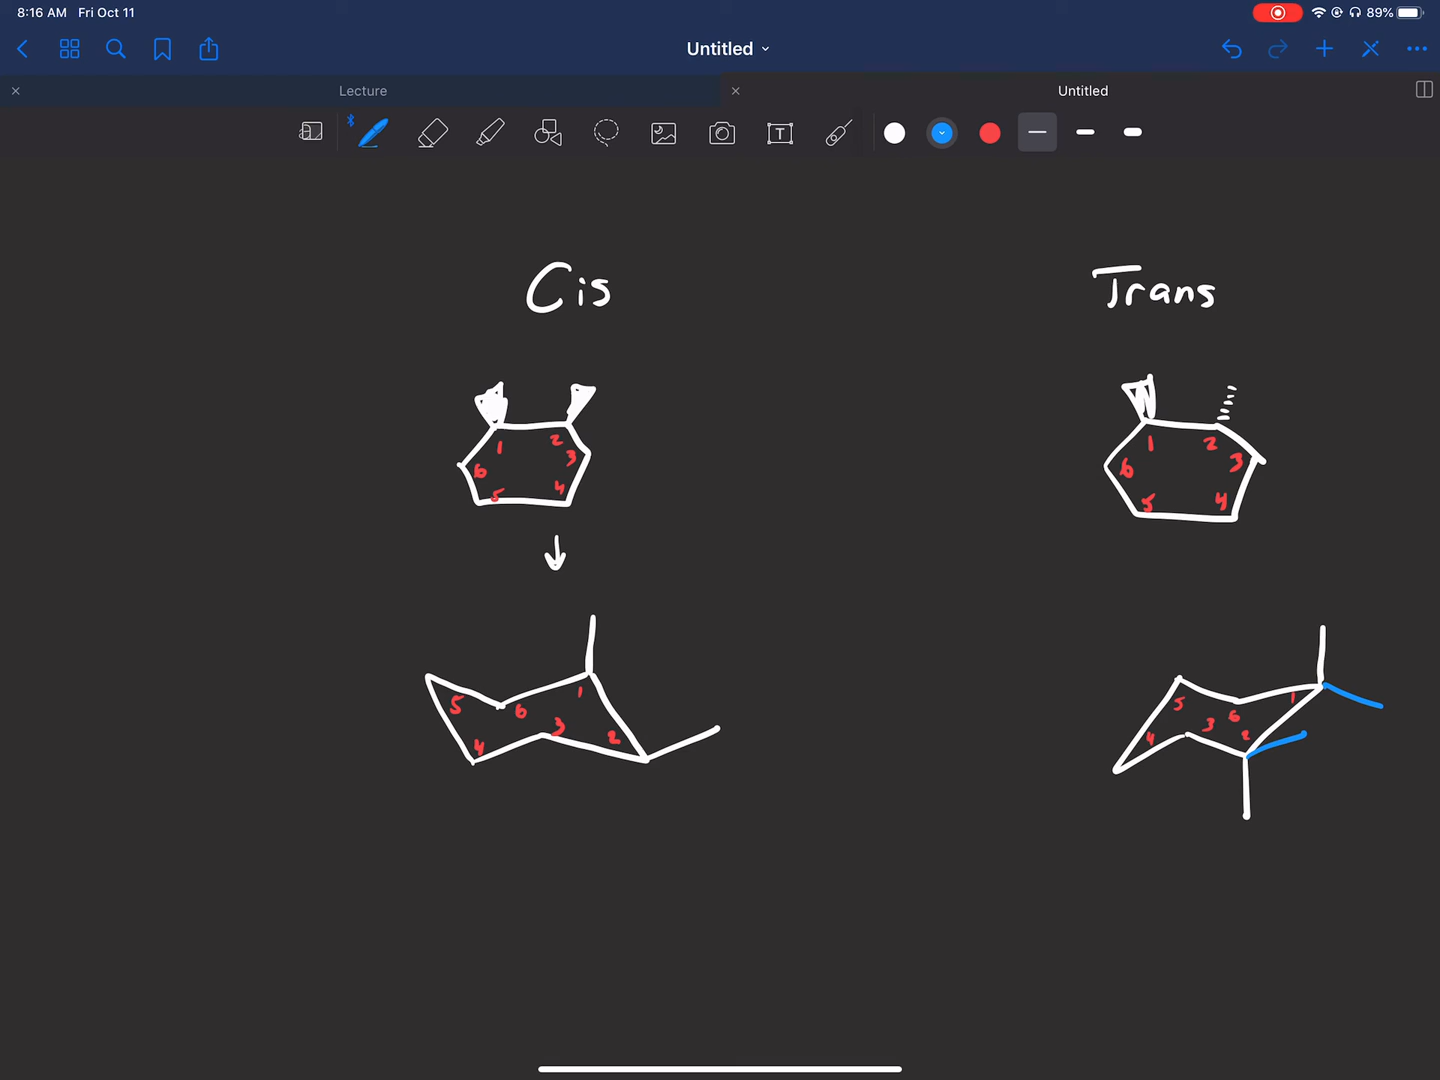 8:16 AM Fri Oct 11
89%
Untitled
Lecture
Untitled
T
Cis
Trans
1 2
6 3
5 4
1 2
6 3
5 4
5 6 1
4 3 2
5 3 6 1
4 2